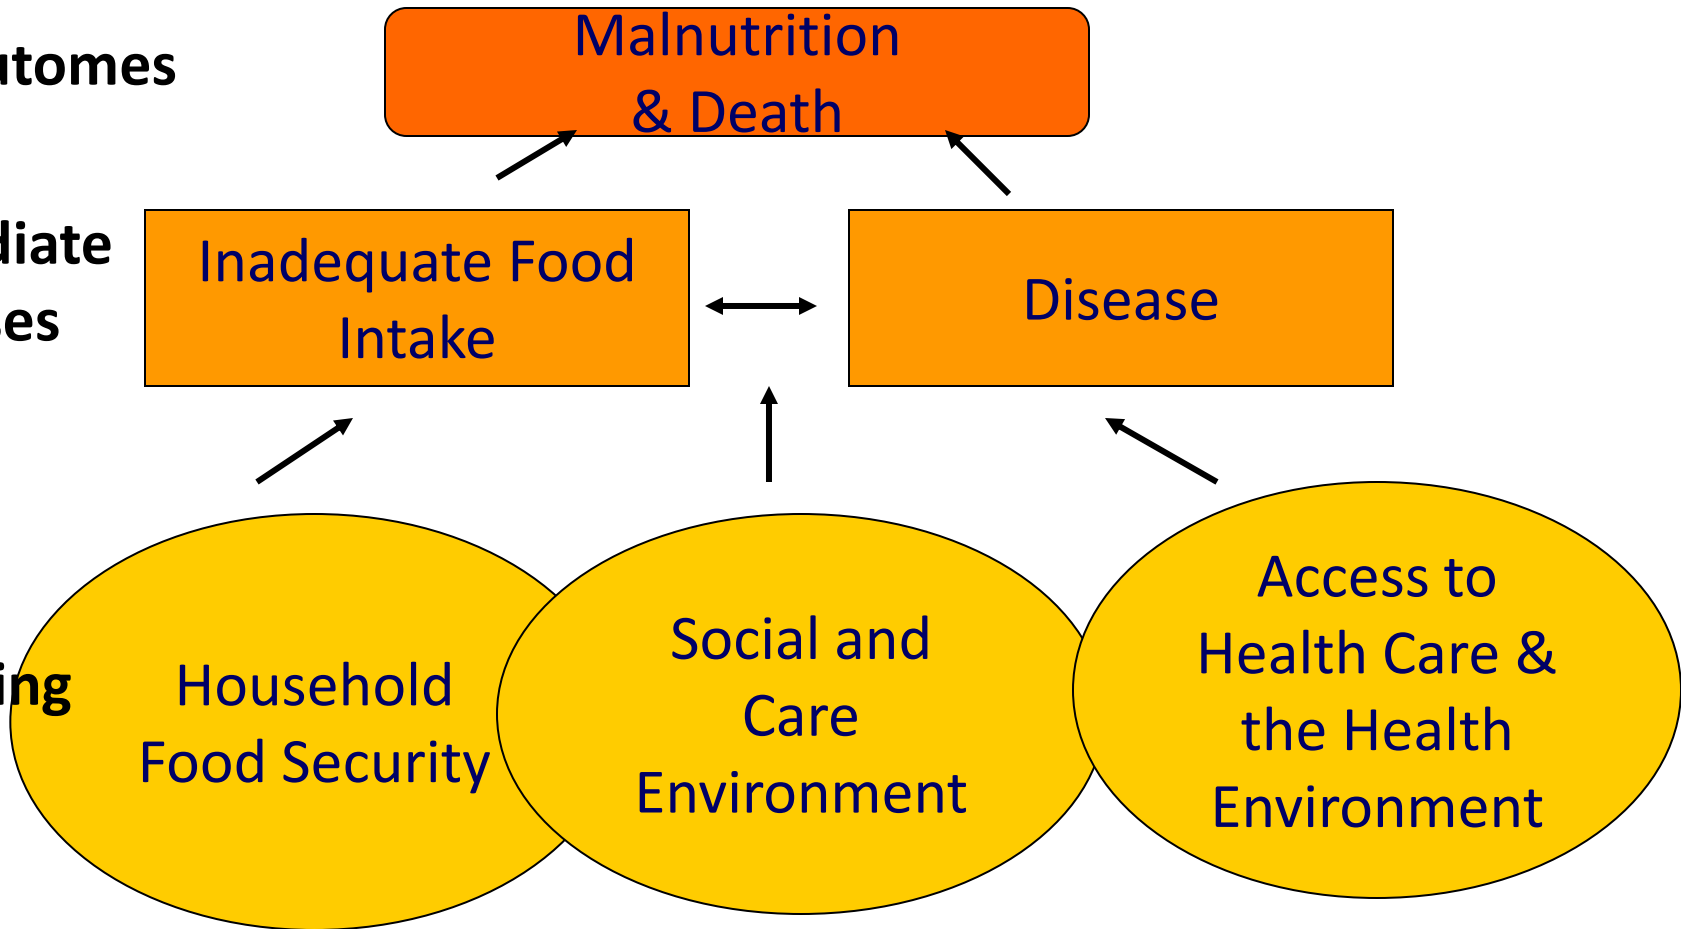 Malnutrition
utomes
& Death
diate
Inadequate Food
Intake
Disease
ses
Access to
Health Care &
the Health
Environment
Social and
Care
Environment
ing
Household
Food Security